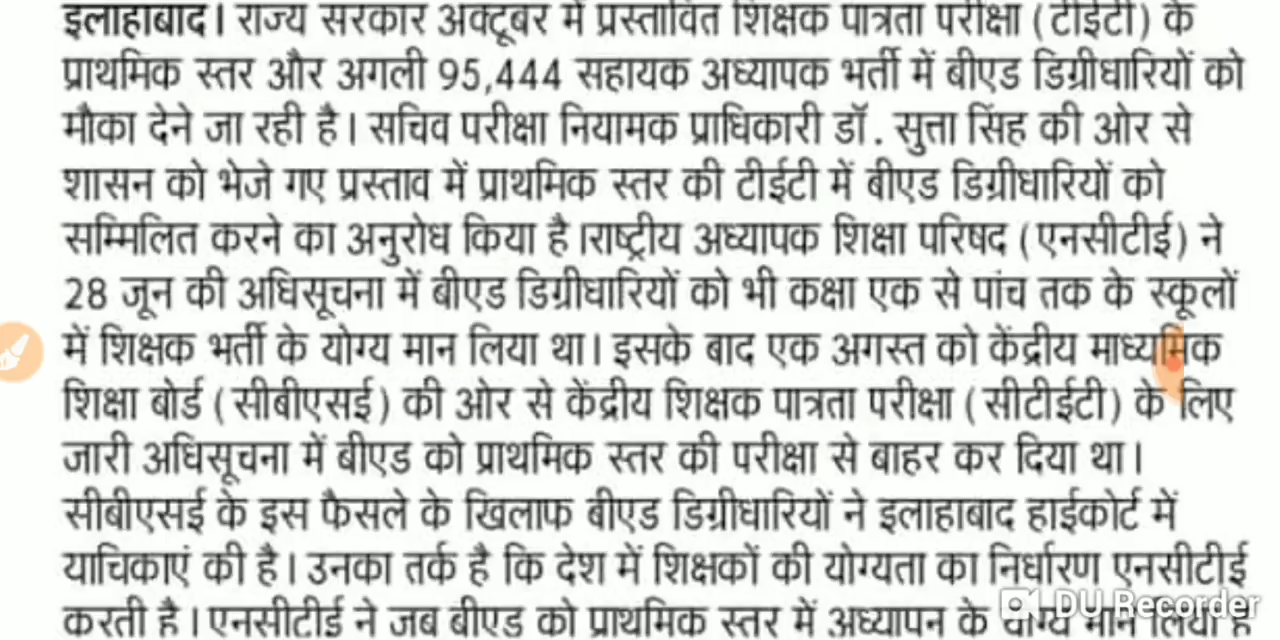 इलाहाबाद। राज्य सरकार अक्टूबर में प्रस्तावित शिक्षक पात्रता परीक्षा (टीईटी) के
प्राथमिक स्तर और अगली 95,444 सहायक अध्यापक भर्ती में बीएड डिग्रीधारियों को
मौका देने जा रही है। सचिव परीक्षा नियामक प्राधिकारी डॉ. सुत्ता सिंह की ओर से
शासन को भेजे गए प्रस्ताव में प्राथमिक स्तर की टीईटी में बीएड डिग्रीधारियों को
सम्मिलित करने का अनुरोध किया है।राष्ट्रीय अध्यापक शिक्षा परिषद (एनसीटीई) ने
28 जून की अधिसूचना में बीएड डिग्रीधारियों को भी कक्षा एक से पांच तक के स्कूलों
में शिक्षक भर्ती के योग्य मान लिया था। इसके बाद एक अगस्त को केंद्रीय माध्यमिक
शिक्षा बोर्ड (सीबीएसई) की ओर से केंद्रीय शिक्षक पात्रता परीक्षा (सीटीईटी) के लिए
जारी अधिसूचना में बीएड को प्राथमिक स्तर की परीक्षा से बाहर कर दिया था।
सीबीएसई के इस फैसले के खिलाफ बीएड डिग्रीधारियों ने इलाहाबाद हाईकोर्ट में
याचिकाएं की है। उनका तर्क है कि देश में शिक्षकों की योग्यता का निर्धारण एनसीटीई
करती है। एनसीटीई ने जब बीएड को प्राथमिक स्तर में अध्यापन के योग्य मान लिया है
DU Recorder